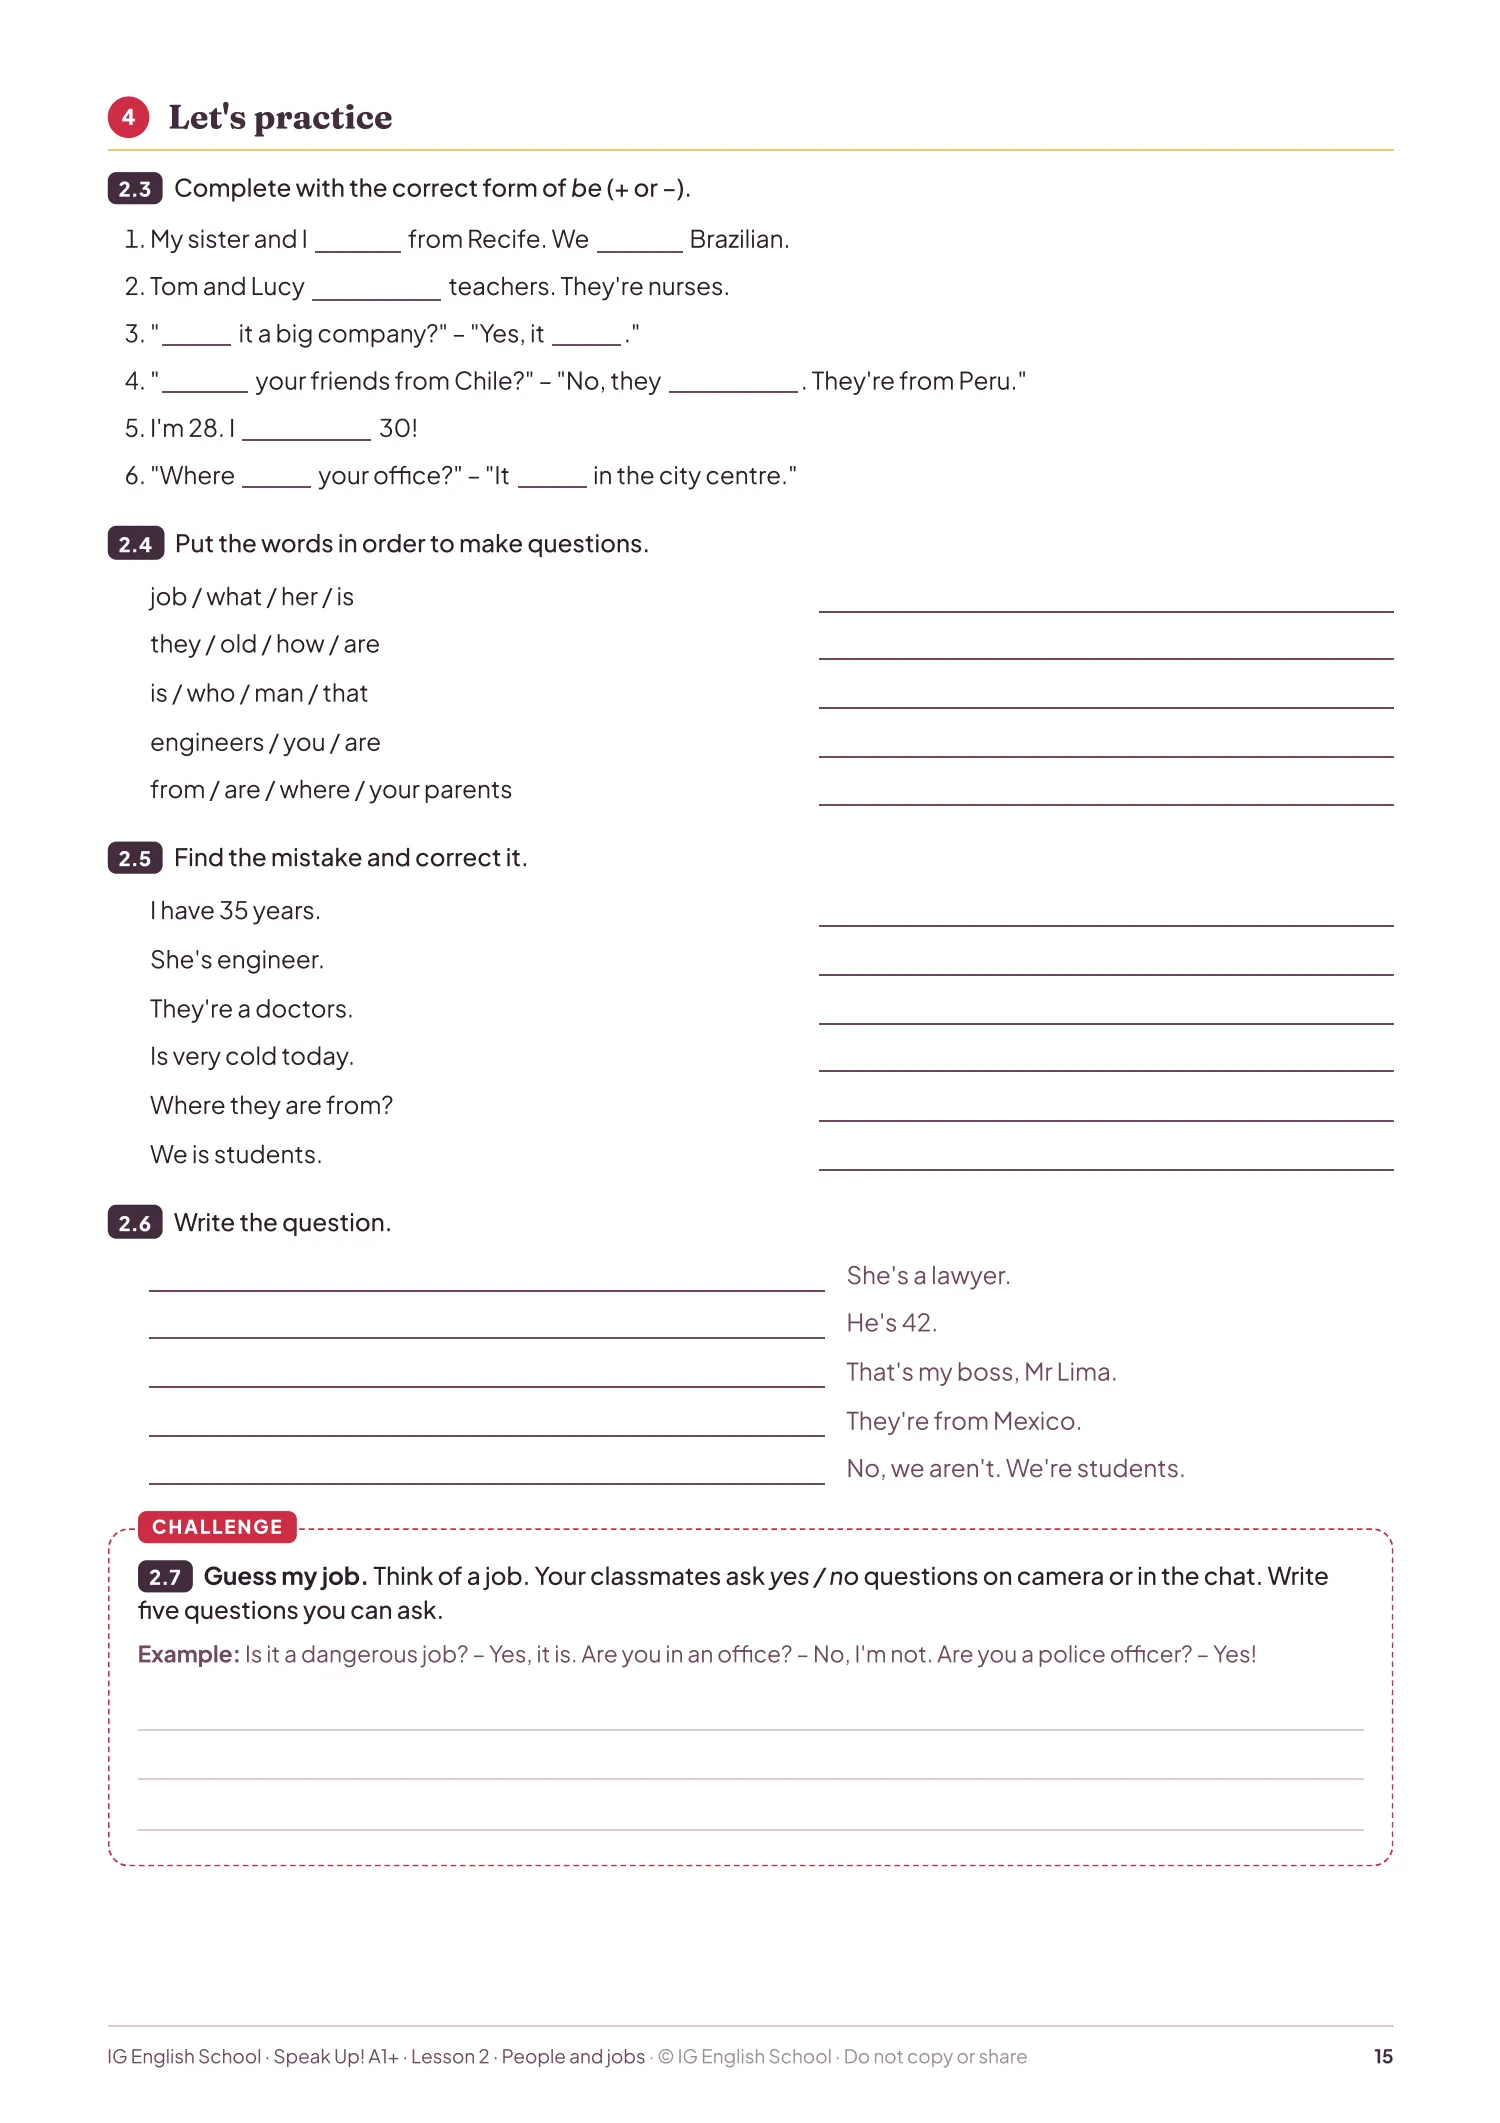 4 Let's practice
2.3 Complete with the correct form of be (+ or –).
1. My sister and I ______ from Recife. We ______ Brazilian.
2. Tom and Lucy _________ teachers. They're nurses.
3. "_____ it a big company?" – "Yes, it _____."
4. "______ your friends from Chile?" – "No, they _________. They're from Peru."
5. I'm 28. I _________ 30!
6. "Where _____ your office?" – "It _____ in the city centre."
2.4 Put the words in order to make questions.
job / what / her / is
they / old / how / are
is / who / man / that
engineers / you / are
from / are / where / your parents
2.5 Find the mistake and correct it.
I have 35 years.
She's engineer.
They're a doctors.
Is very cold today.
Where they are from?
We is students.
2.6 Write the question.
She's a lawyer.
He's 42.
That's my boss, Mr Lima.
They're from Mexico.
No, we aren't. We're students.
CHALLENGE
2.7 Guess my job. Think of a job. Your classmates ask yes / no questions on camera or in the chat. Write
five questions you can ask.
Example: Is it a dangerous job? – Yes, it is. Are you in an office? – No, I'm not. Are you a police officer? – Yes!
IG English School · Speak Up! A1+ · Lesson 2 · People and jobs · © IG English School · Do not copy or share 15